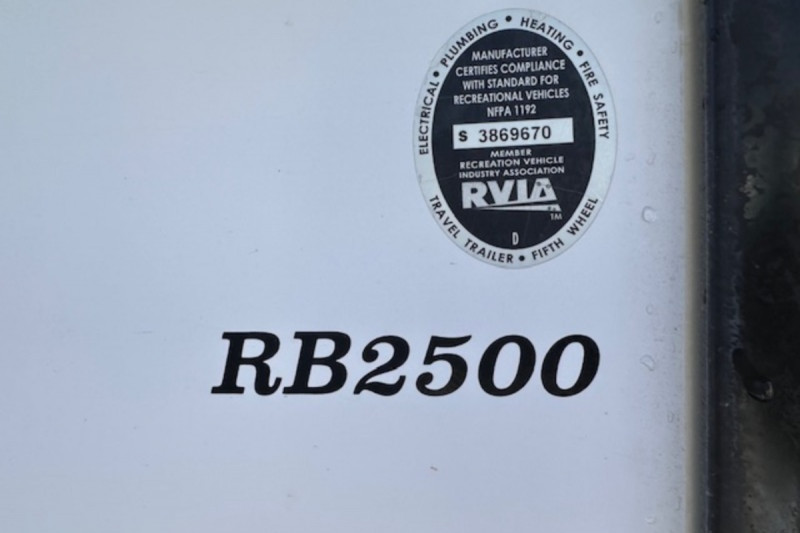 ELECTRICAL • PLUMBING • HEATING • FIRE SAFETY
MANUFACTURER
CERTIFIES COMPLIANCE
WITH STANDARD FOR
RECREATIONAL VEHICLES
NFPA 1192
S 3869670
MEMBER
RECREATION VEHICLE
INDUSTRY ASSOCIATION
RVIA
TM
D
TRAVEL TRAILER • FIFTH WHEEL
RB2500